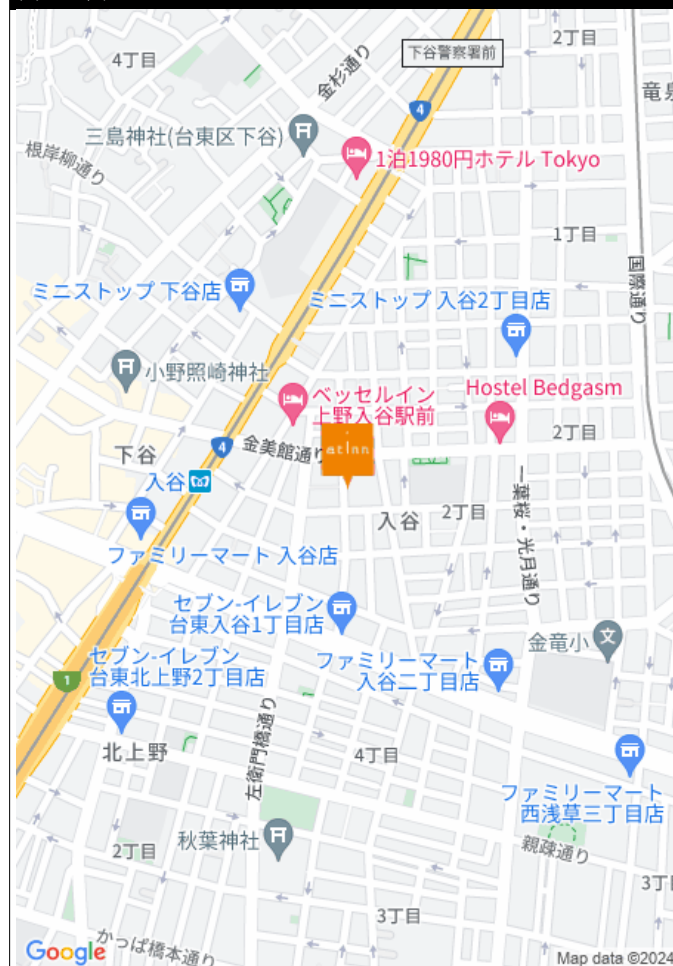 下谷警察署前
2丁目
4丁目
金杉通り
竜泉
4
三島神社(台東区下谷)
根岸柳通り
1泊1980円ホテル Tokyo
1丁目
国際通り
ミニストップ 下谷店
ミニストップ 入谷2丁目店
小野照崎神社
ベッセルイン
上野入谷駅前
Hostel Bedgasm
atinn
2丁目
金美館通り
4
下谷
入谷
入谷
2丁目
一葉桜・光月通り
ファミリーマート 入谷店
セブン-イレブン
台東入谷1丁目店
金竜小
文
セブン-イレブン
台東北上野2丁目店
ファミリーマート
入谷二丁目店
1
左衛門橋通り
北上野
4丁目
ファミリーマート
西浅草三丁目店
秋葉神社
2丁目
親疎通り
3丁
3丁目
かっぱ橋本通り
Google
Map data ©2024